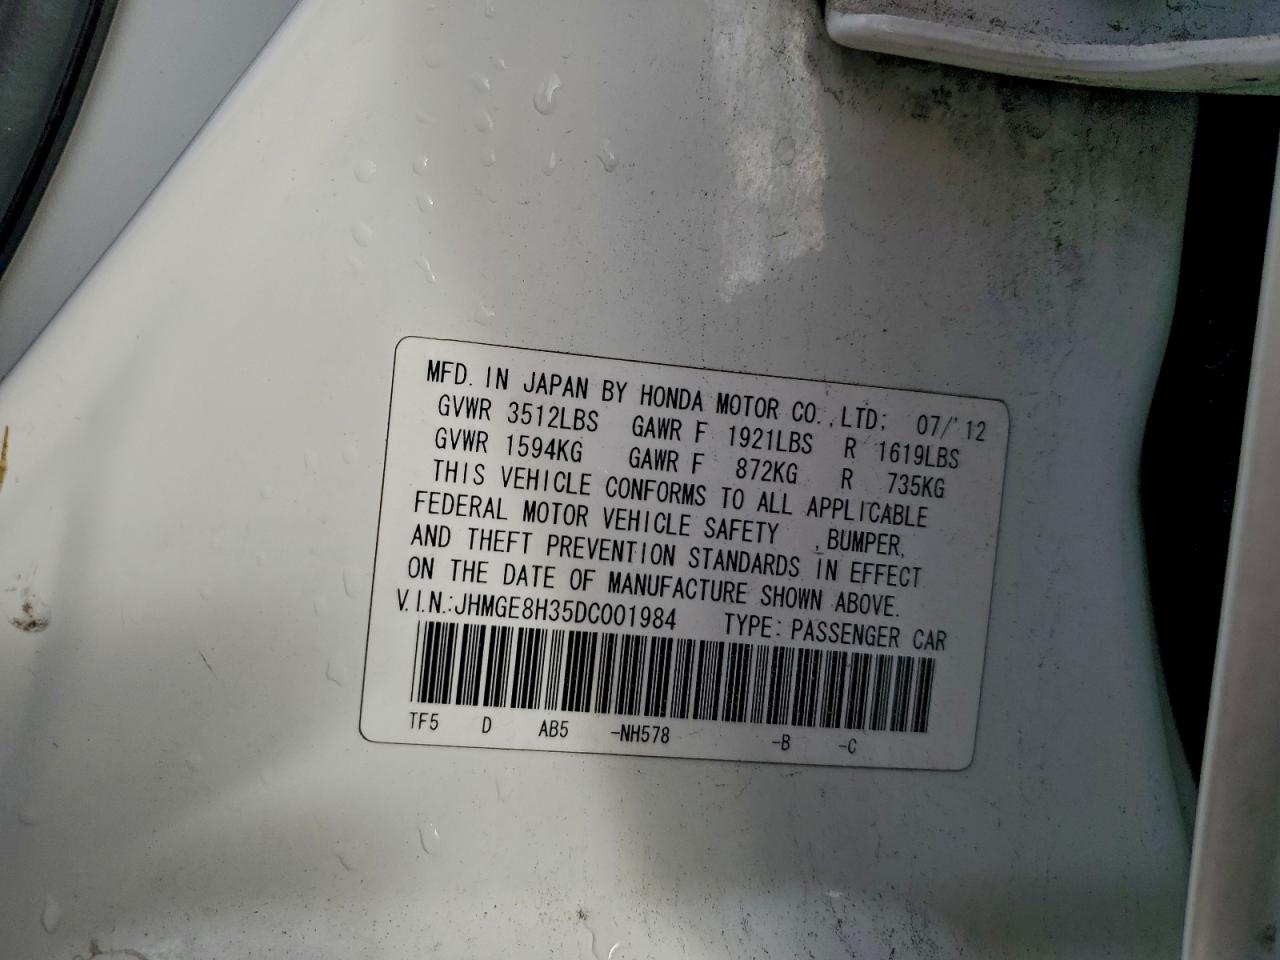 MFD. IN JAPAN BY HONDA MOTOR CO., LTD; 07/'12
GVWR 3512LBS GAWR F 1921LBS R 1619LBS
GVWR 1594KG GAWR F 872KG R 735KG
THIS VEHICLE CONFORMS TO ALL APPLICABLE
FEDERAL MOTOR VEHICLE SAFETY , BUMPER,
AND THEFT PREVENTION STANDARDS IN EFFECT
ON THE DATE OF MANUFACTURE SHOWN ABOVE.
V.I.N.:JHMGE8H35DC001984 TYPE: PASSENGER CAR
TF5 D AB5 -NH578 -B -C